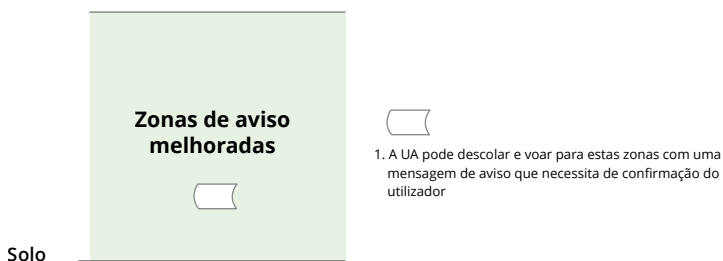 Zonas de aviso
melhoradas
1. A UA pode descolar e voar para estas zonas com uma
mensagem de aviso que necessita de confirmação do
utilizador
Solo